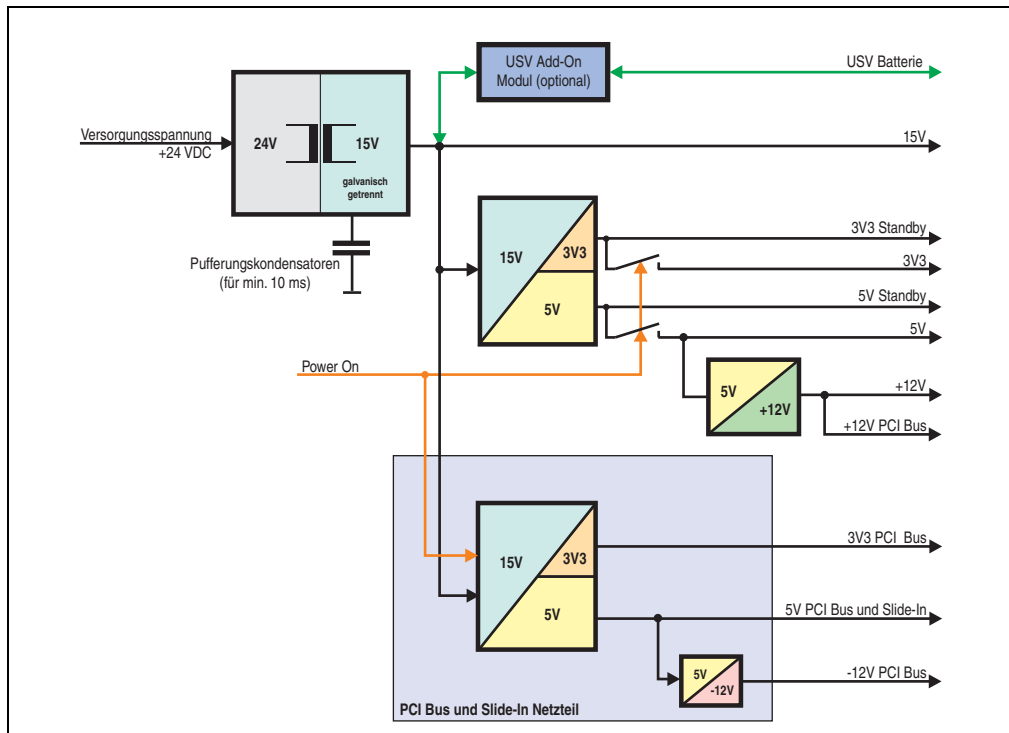 USV Add-On
Modul (optional)
USV Batterie
Versorgungsspannung
+24 VDC
24V
15V
galvanisch
getrennt
15V
Pufferungskondensatoren
(für min. 10 ms)
15V
3V3
5V
3V3 Standby
3V3
5V Standby
5V
Power On
5V
+12V
+12V
+12V PCI Bus
15V
3V3
5V
3V3 PCI Bus
5V PCI Bus und Slide-In
5V
-12V
-12V PCI Bus
PCI Bus und Slide-In Netzteil